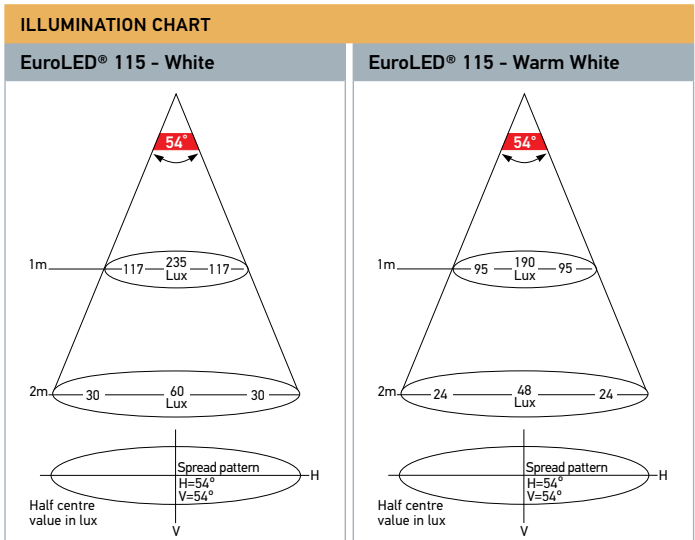 ILLUMINATION CHART
EuroLED® 115 - White
54°
1m
117 235 117
Lux
2m
30 60 30
Lux
Spread pattern
H
H=54°
V=54°
Half centre
value in lux
V
EuroLED® 115 - Warm White
54°
1m
95 190 95
Lux
2m
24 48 24
Lux
Spread pattern
H
H=54°
V=54°
Half centre
value in lux
V